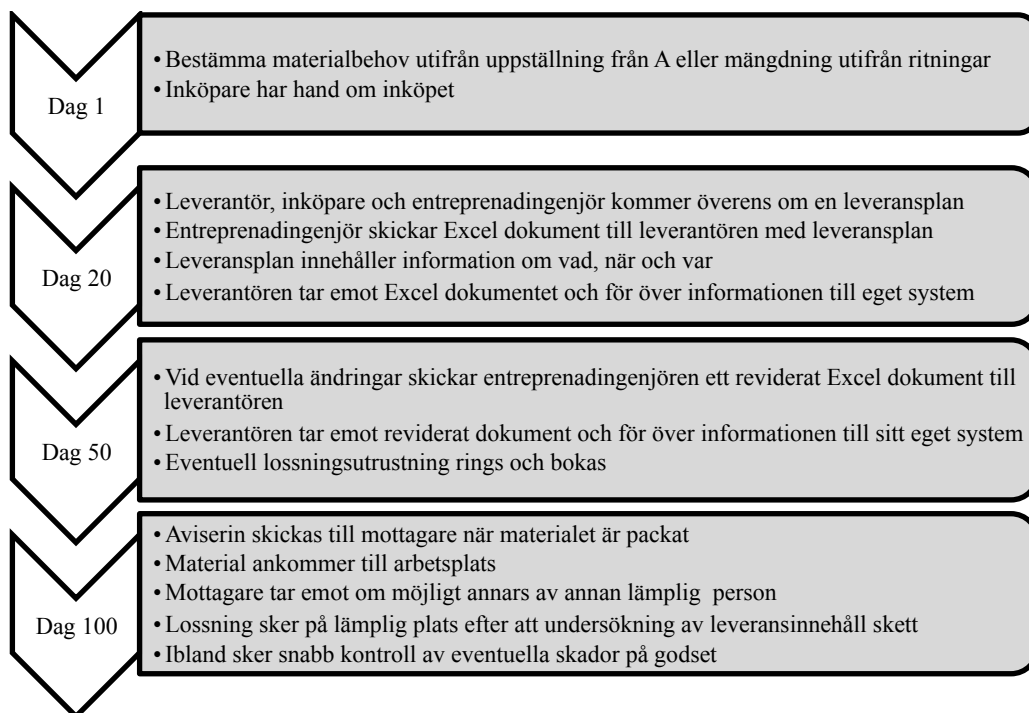 Dag 1
• Bestämma materialbehov utifrån uppställning från A eller mängdning utifrån ritningar
• Inköpare har hand om inköpet
Dag 20
• Leverantör, inköpare och entreprenadingenjör kommer överens om en leveransplan
• Entreprenadingenjör skickar Excel dokument till leverantören med leveransplan
• Leveransplan innehåller information om vad, när och var
• Leverantören tar emot Excel dokumentet och för över informationen till eget system
Dag 50
• Vid eventuella ändringar skickar entreprenadingenjören ett reviderat Excel dokument till
leverantören
• Leverantören tar emot reviderat dokument och för över informationen till sitt eget system
• Eventuell lossningsutrustning rings och bokas
Dag 100
• Aviserin skickas till mottagare när materialet är packat
• Material ankommer till arbetsplats
• Mottagare tar emot om möjligt annars av annan lämplig person
• Lossning sker på lämplig plats efter att undersökning av leveransinnehåll skett
• Ibland sker snabb kontroll av eventuella skador på godset